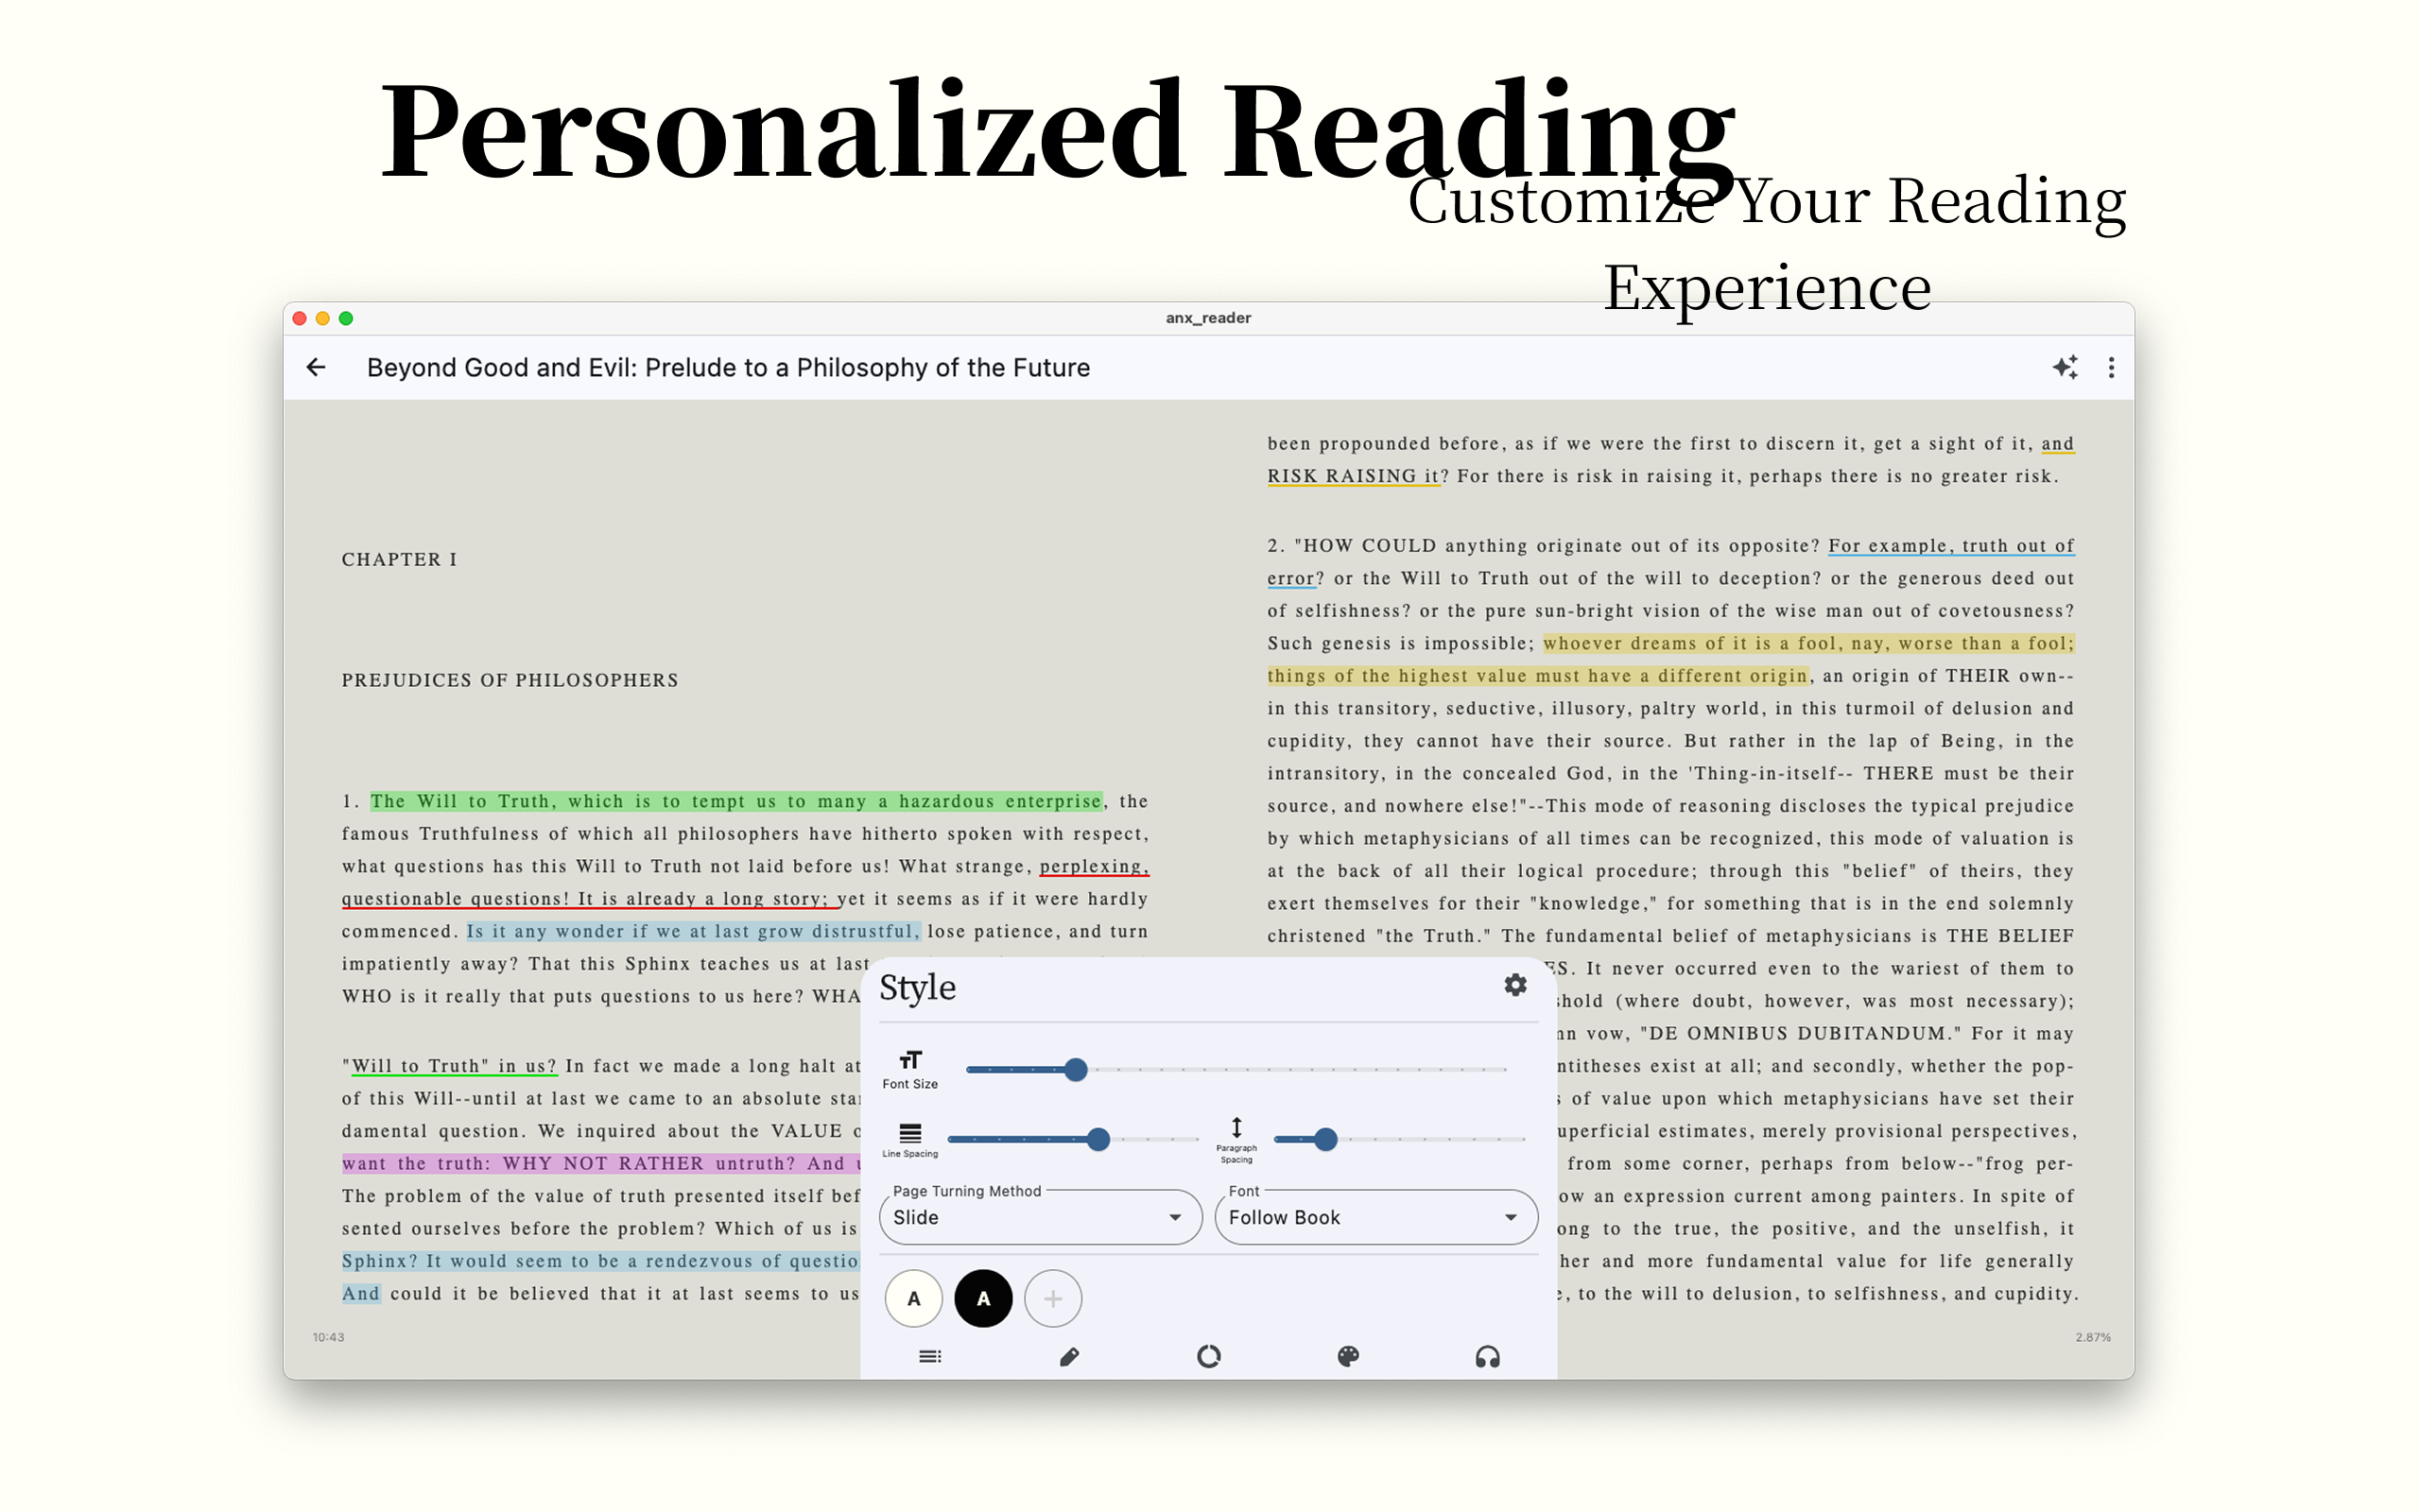 Personalized Reading
Customize Your Reading
Experience
anx_reader
Beyond Good and Evil: Prelude to a Philosophy of the Future
CHAPTER I
PREJUDICES OF PHILOSOPHERS
1. The Will to Truth, which is to tempt us to many a hazardous enterprise, the
famous Truthfulness of which all philosophers have hitherto spoken with respect,
what questions has this Will to Truth not laid before us! What strange, perplexing,
questionable questions! It is already a long story; yet it seems as if it were hardly
commenced. Is it any wonder if we at last grow distrustful, lose patience, and turn
impatiently away? That this Sphinx teaches us at last
WHO is it really that puts questions to us here? WHA
"Will to Truth" in us? In fact we made a long halt at
of this Will--until at last we came to an absolute sta
damental question. We inquired about the VALUE o
want the truth: WHY NOT RATHER untruth? And u
The problem of the value of truth presented itself bef
sented ourselves before the problem? Which of us is
Sphinx? It would seem to be a rendezvous of questio
And could it be believed that it at last seems to us
10:43
been propounded before, as if we were the first to discern it, get a sight of it, and
RISK RAISING it? For there is risk in raising it, perhaps there is no greater risk.
2. "HOW COULD anything originate out of its opposite? For example, truth out of
error? or the Will to Truth out of the will to deception? or the generous deed out
of selfishness? or the pure sun-bright vision of the wise man out of covetousness?
Such genesis is impossible; whoever dreams of it is a fool, nay, worse than a fool;
things of the highest value must have a different origin, an origin of THEIR own--
in this transitory, seductive, illusory, paltry world, in this turmoil of delusion and
cupidity, they cannot have their source. But rather in the lap of Being, in the
intransitory, in the concealed God, in the 'Thing-in-itself-- THERE must be their
source, and nowhere else!"--This mode of reasoning discloses the typical prejudice
by which metaphysicians of all times can be recognized, this mode of valuation is
at the back of all their logical procedure; through this "belief" of theirs, they
exert themselves for their "knowledge," for something that is in the end solemnly
christened "the Truth." The fundamental belief of metaphysicians is THE BELIEF
ES. It never occurred even to the wariest of them to
shold (where doubt, however, was most necessary);
mn vow, "DE OMNIBUS DUBITANDUM." For it may
ntitheses exist at all; and secondly, whether the pop-
s of value upon which metaphysicians have set their
uperficial estimates, merely provisional perspectives,
from some corner, perhaps from below--"frog per-
ow an expression current among painters. In spite of
ong to the true, the positive, and the unselfish, it
her and more fundamental value for life generally
e, to the will to delusion, to selfishness, and cupidity.
2.87%
Style
Font Size
Line Spacing
Paragraph
Spacing
Page Turning Method
Slide
Font
Follow Book
A
A